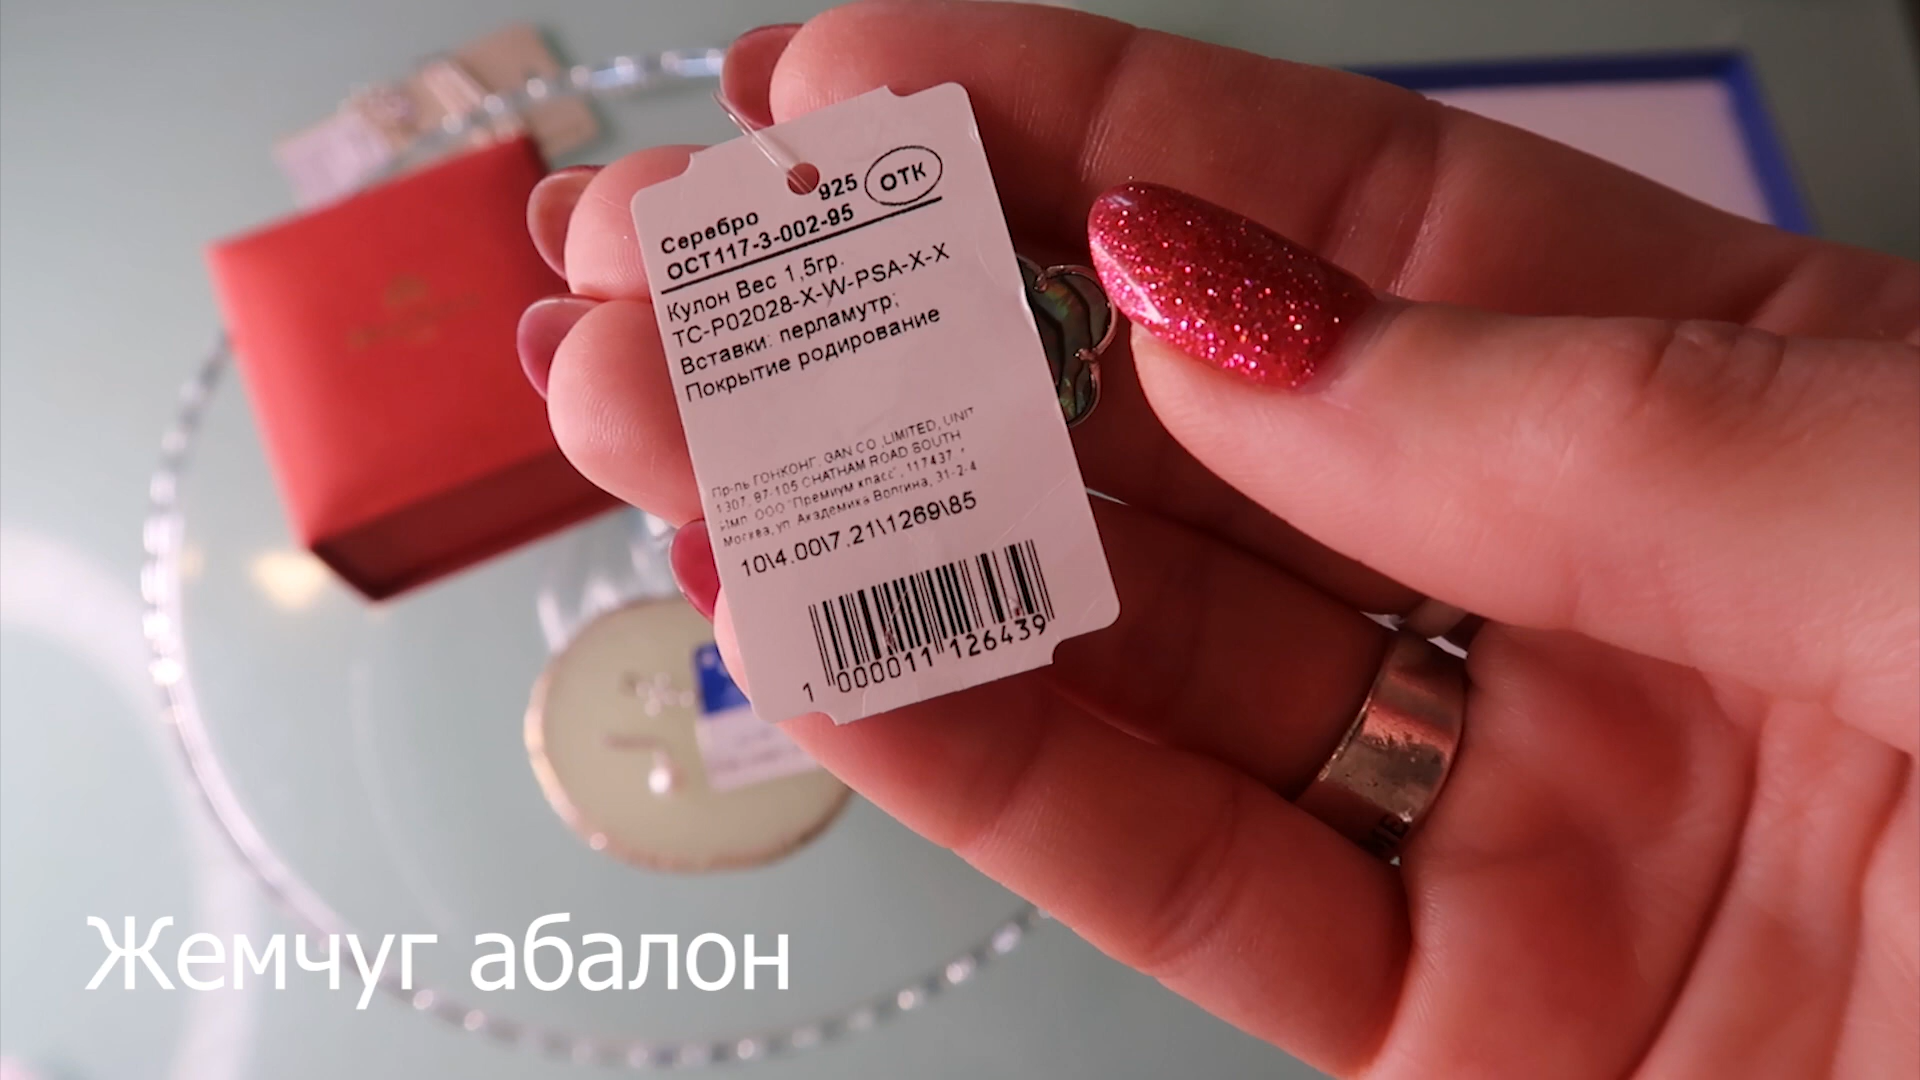 Серебро 925 ОТК
ОСТ117-3-002-95
Кулон Вес 1,5гр.
TC-P02028-X-W-PSA-X-X
Вставки: перламутр;
Покрытие родирование
Пр-ль ГОНКОНГ, GAN CO.,LIMITED, UNIT
1307, 97-105 CHATHAM ROAD SOUTH
Имп. ООО "Премиум класс", 117437, г.
Москва, ул. Академика Волгина, 31-2-4
10\4.00\7.21\1269\85
1 000011 126439
Жемчуг абалон